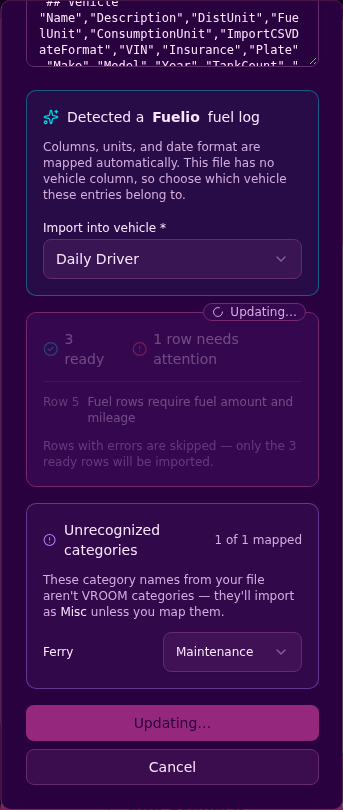 ## Vehicle
"Name","Description","DistUnit","Fue
lUnit","ConsumptionUnit","ImportCSVD
ateFormat","VIN","Insurance","Plate"
,"Make","Model","Year","TankCount","
Detected a Fuelio fuel log
Columns, units, and date format are
mapped automatically. This file has no
vehicle column, so choose which vehicle
these entries belong to.
Import into vehicle *
Daily Driver
Updating…
3
ready
1 row needs
attention
Row 5 Fuel rows require fuel amount and
mileage
Rows with errors are skipped — only the 3
ready rows will be imported.
Unrecognized
categories
1 of 1 mapped
These category names from your file
aren't VROOM categories — they'll import
as Misc unless you map them.
Ferry
Maintenance
Updating…
Cancel